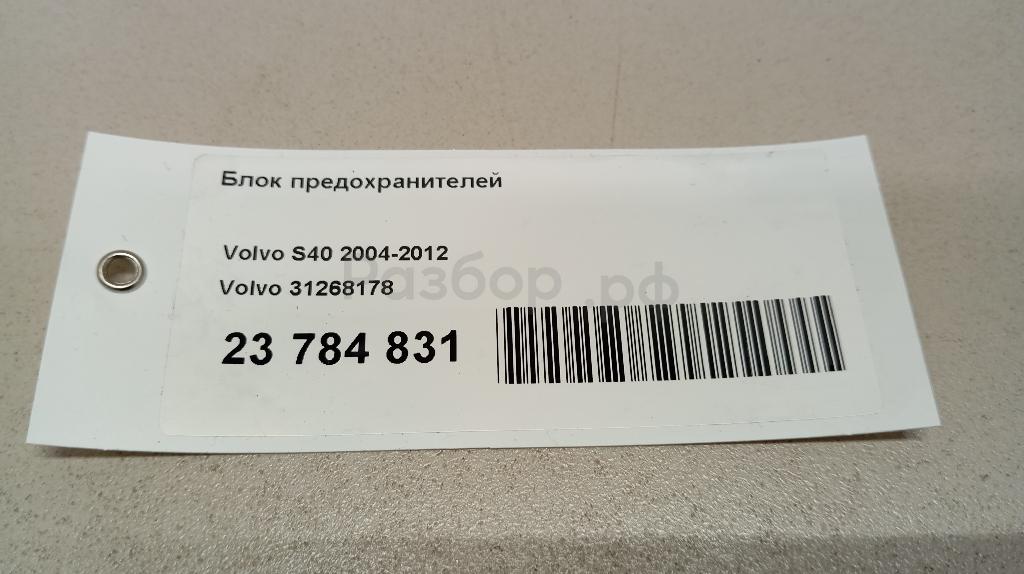 Блок предохранителей
Volvo S40 2004-2012
Volvo 31268178
Разбор.рф
23 784 831